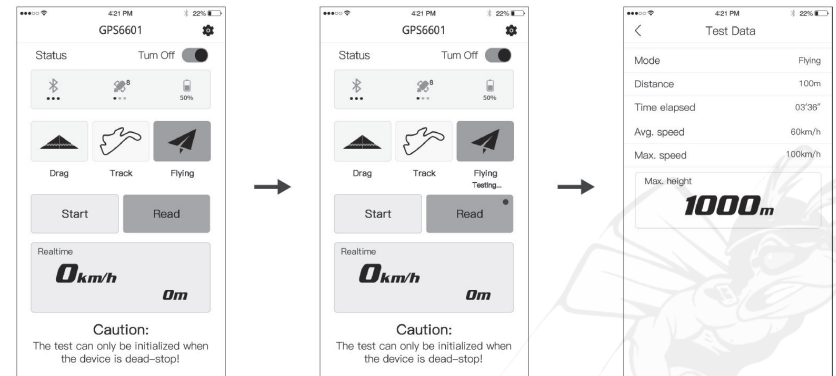 4:21 PM
22%
GPS6601
Status
Turn Off
8
50%
Drag
Track
Flying
Start
Read
Realtime
0km/h
0m
Caution:
The test can only be initialized when
the device is dead-stop!
4:21 PM
22%
GPS6601
Status
Turn Off
8
50%
Drag
Track
Flying
Testing...
Start
Read
Realtime
0km/h
0m
Caution:
The test can only be initialized when
the device is dead-stop!
4:21 PM
22%
Test Data
Mode
Flying
Distance
100m
Time elapsed
03'36"
Avg. speed
60km/h
Max. speed
100km/h
Max. height
1000m